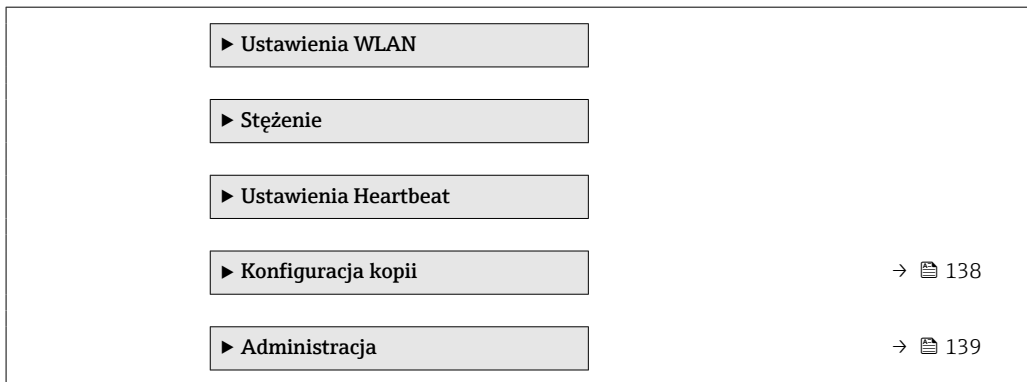 ▶ Ustawienia WLAN
▶ Stężenie
▶ Ustawienia Heartbeat
▶ Konfiguracja kopii → 138
▶ Administracja → 139